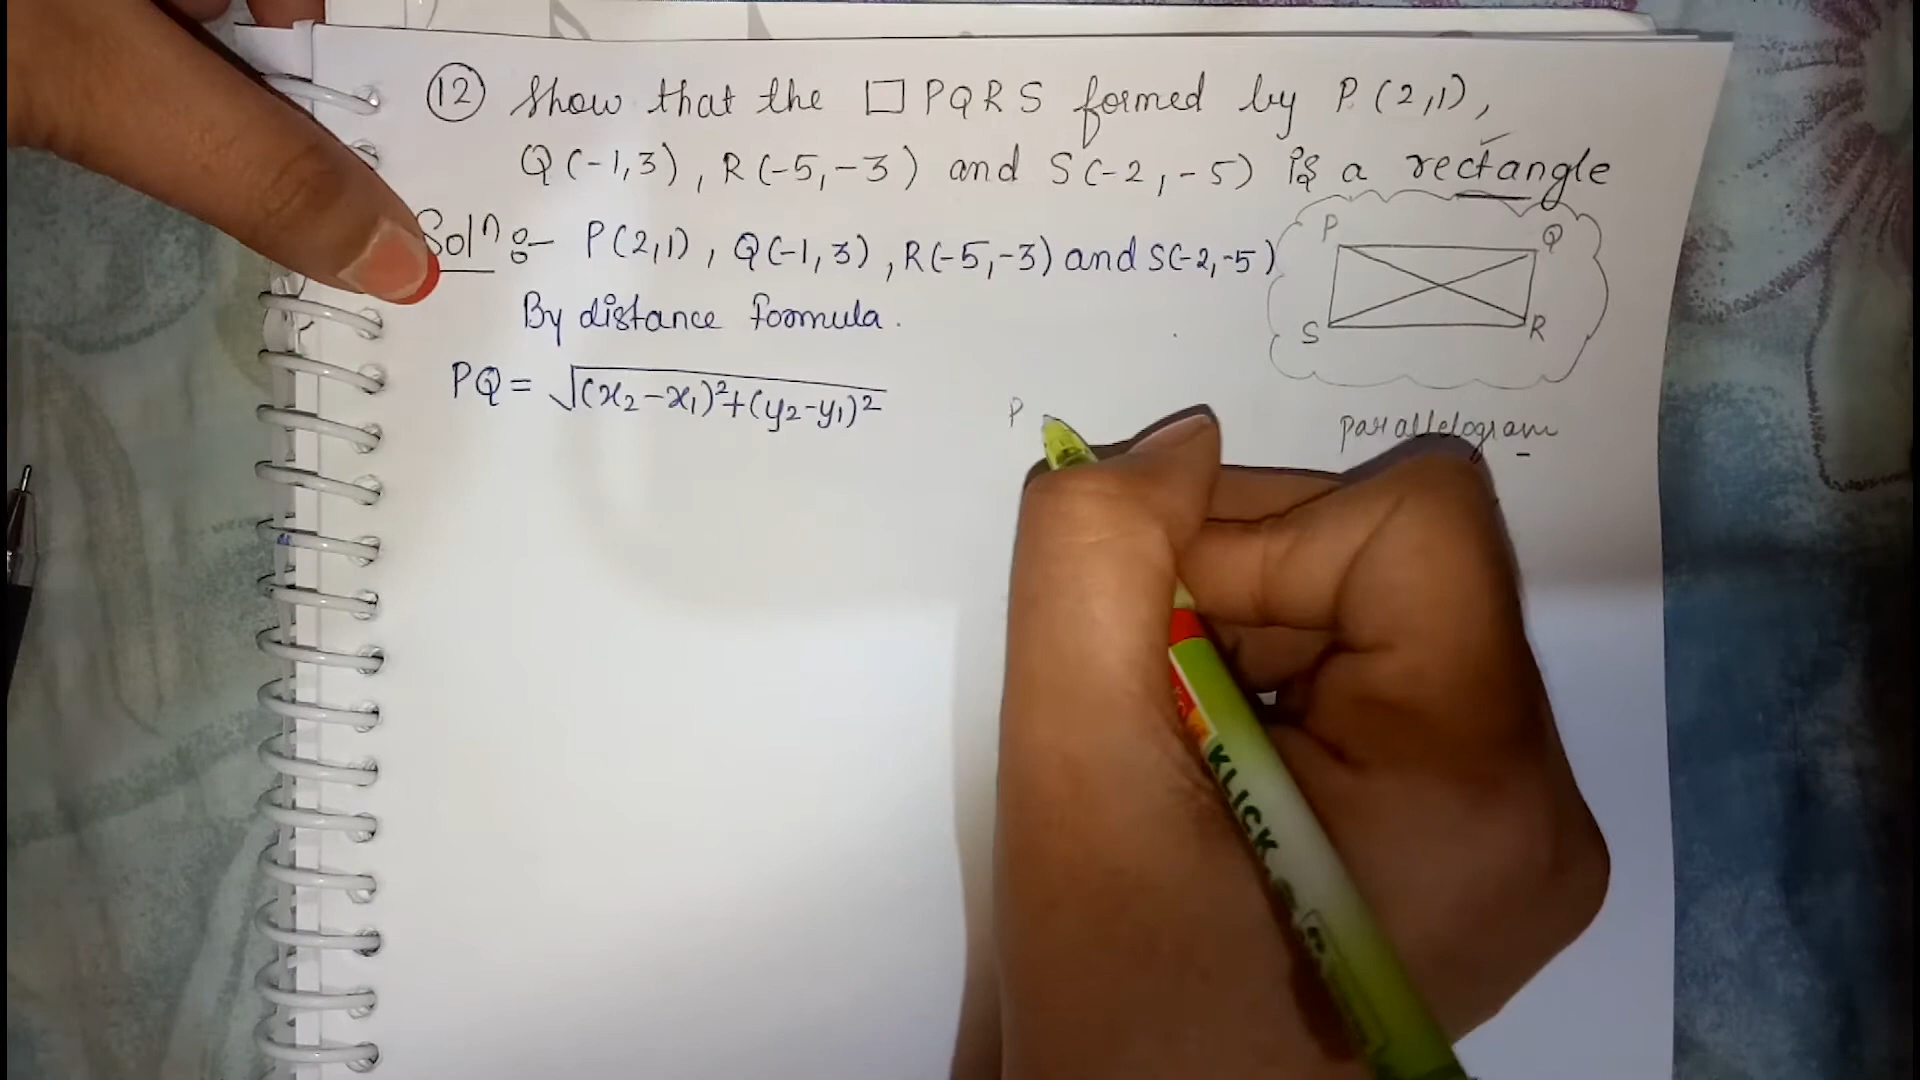 12 Show that the □ PQRS formed by P(2,1),
Q(-1,3), R(-5,-3) and S(-2,-5) is a rectangle
Solⁿ:- P(2,1), Q(-1,3), R(-5,-3) and S(-2,-5)
By distance formula.
PQ = √(x₂-x₁)²+(y₂-y₁)²
P Q
S R
P
parallelogram
KLICK